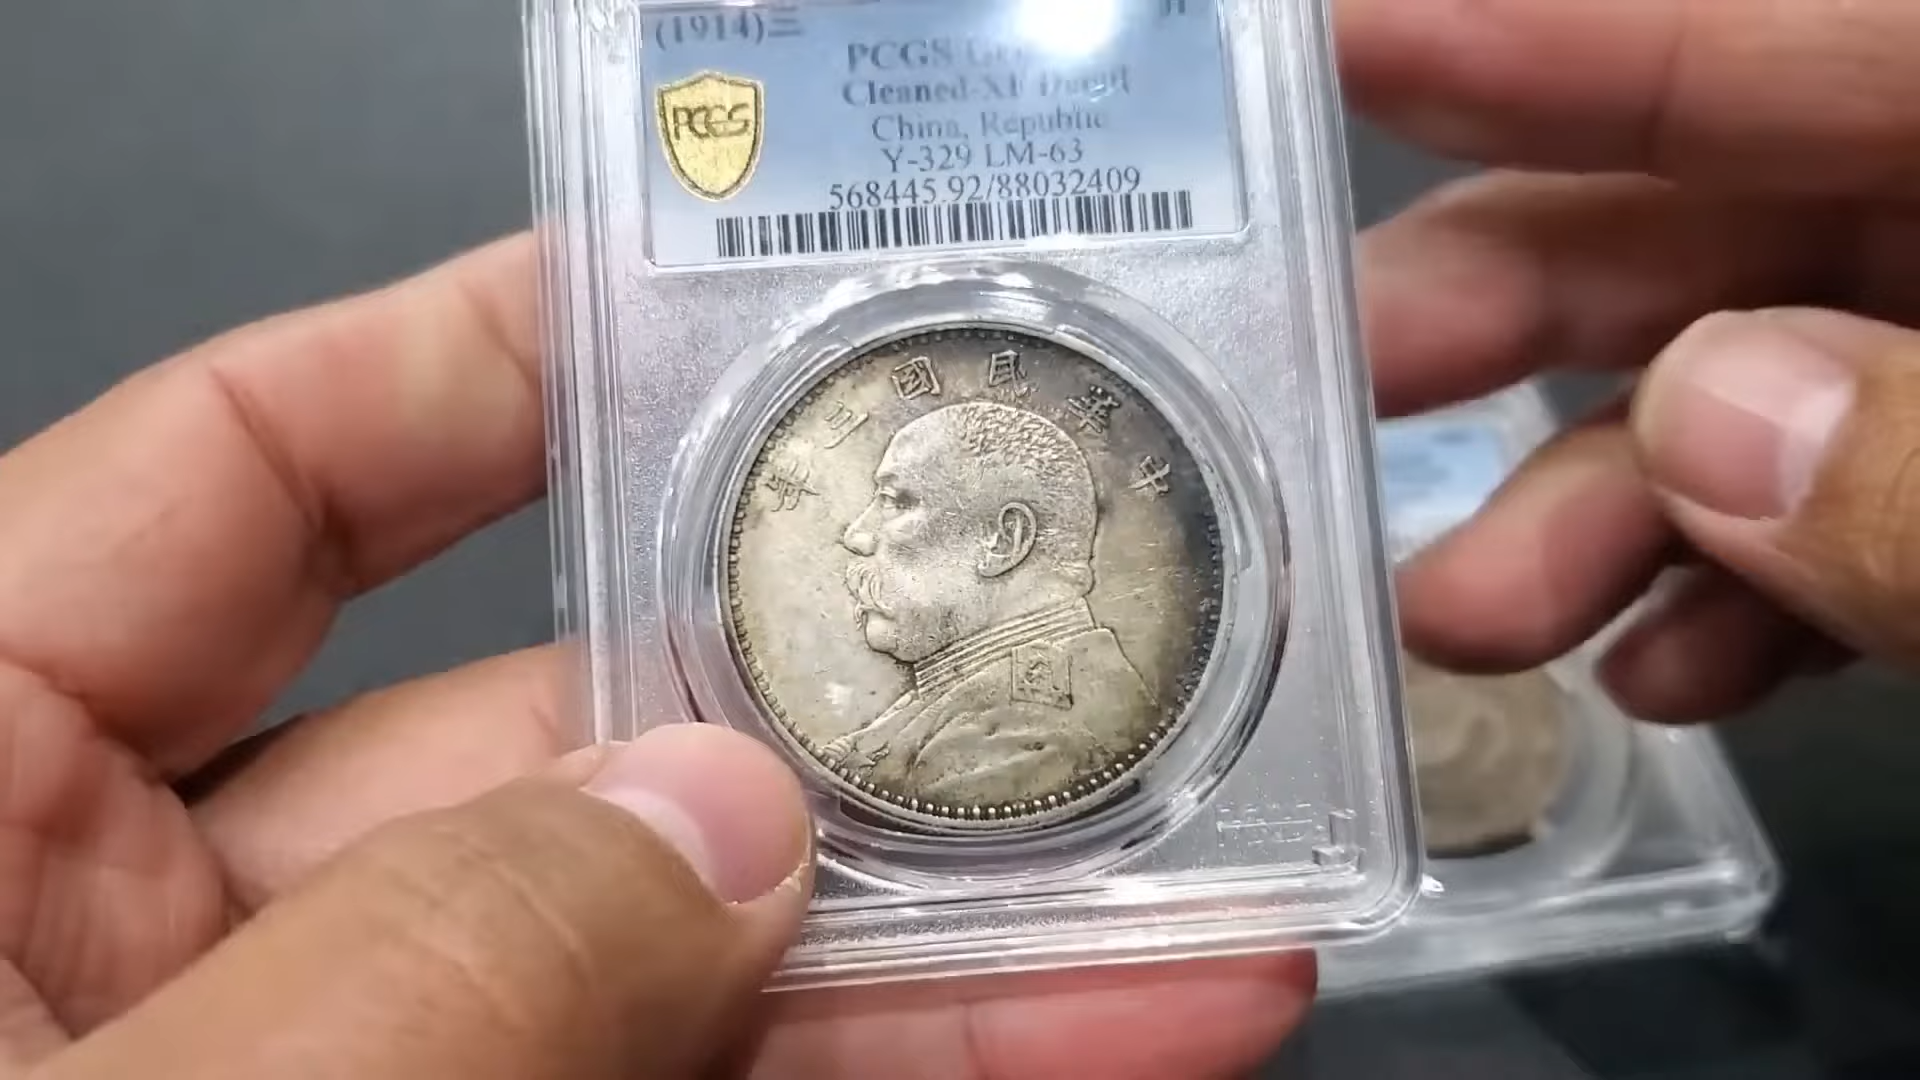 (1914)三
PCGS
Cleaned-XF Detail
China, Republic
Y-329 LM-63
568445.92/88032409
PCGS
中華民國三年